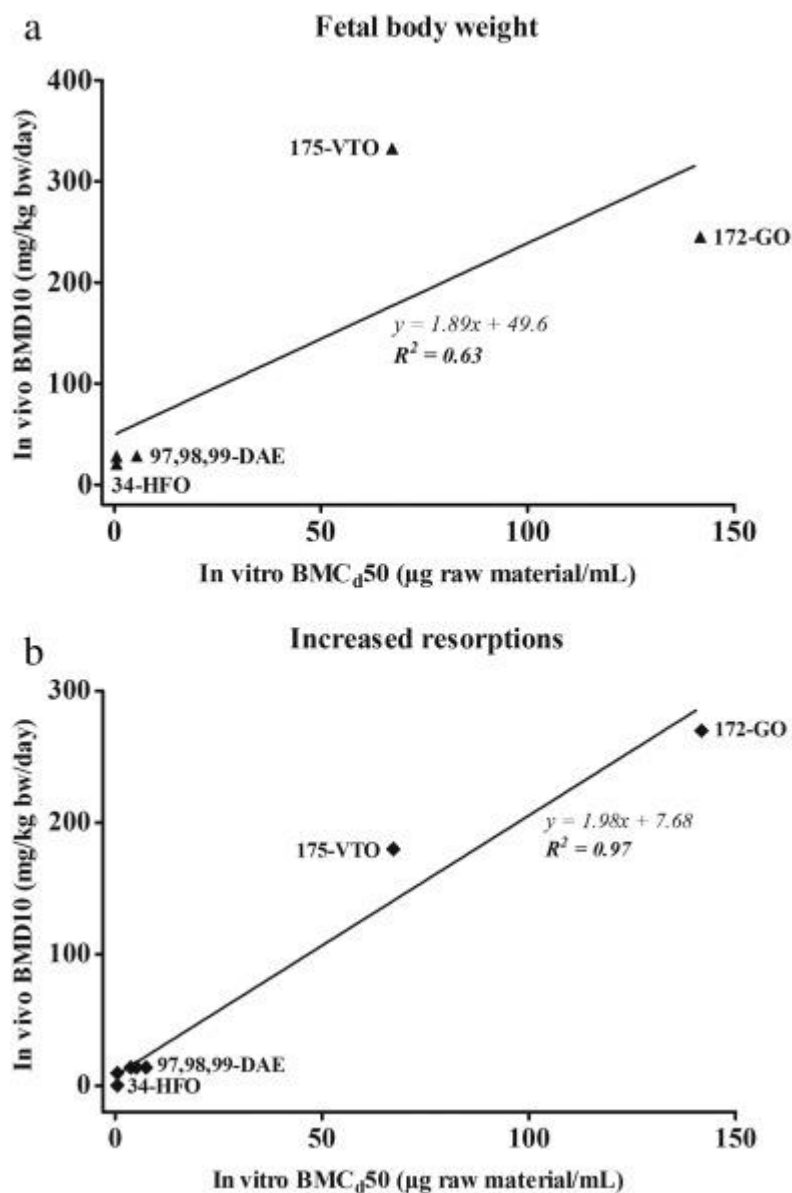 a
Fetal body weight
In vivo BMD10 (mg/kg bw/day)
400
300
200
100
0
175-VTO
172-GO
y = 1.89x + 49.6
R² = 0.63
97,98,99-DAE
34-HFO
0 50 100 150
In vitro BMCd50 (µg raw material/mL)
b
Increased resorptions
In vivo BMD10 (mg/kg bw/day)
300
200
100
0
172-GO
y = 1.98x + 7.68
R² = 0.97
175-VTO
97,98,99-DAE
34-HFO
0 50 100 150
In vitro BMCd50 (µg raw material/mL)